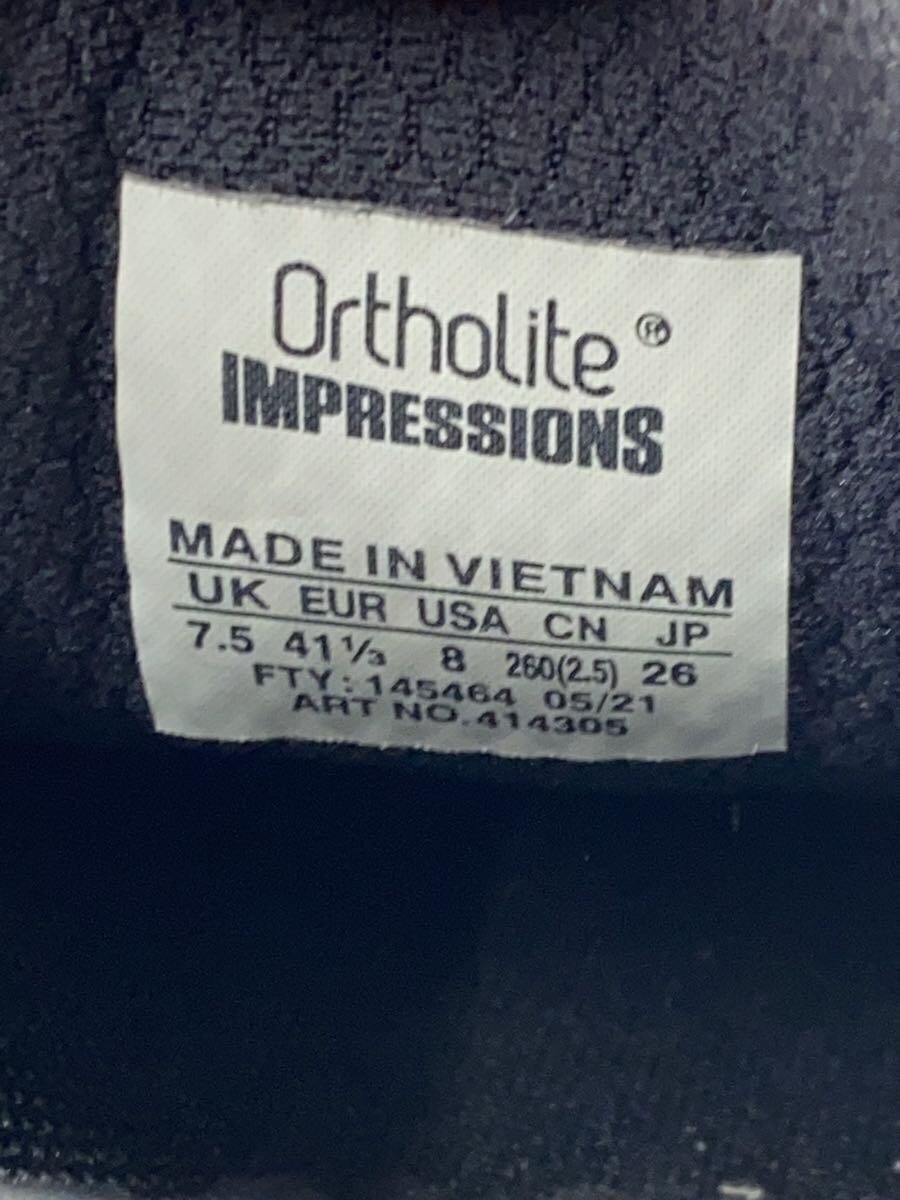 Ortholite®
IMPRESSIONS
MADE IN VIETNAM
UK EUR USA CN JP
7.5 41⅓ 8 260(2.5) 26
FTY: 145464 05/21
ART NO. 414305